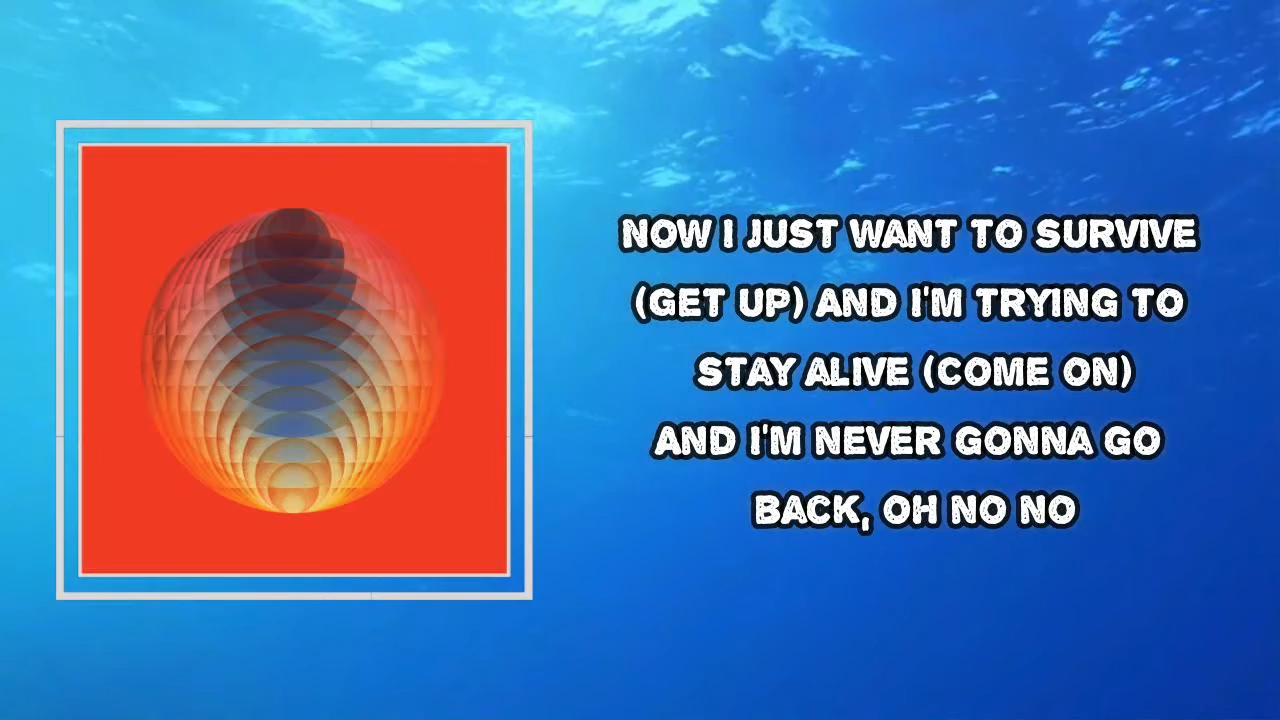 NOW I JUST WANT TO SURVIVE
(GET UP) AND I'M TRYING TO
STAY ALIVE (COME ON)
AND I'M NEVER GONNA GO
BACK, OH NO NO